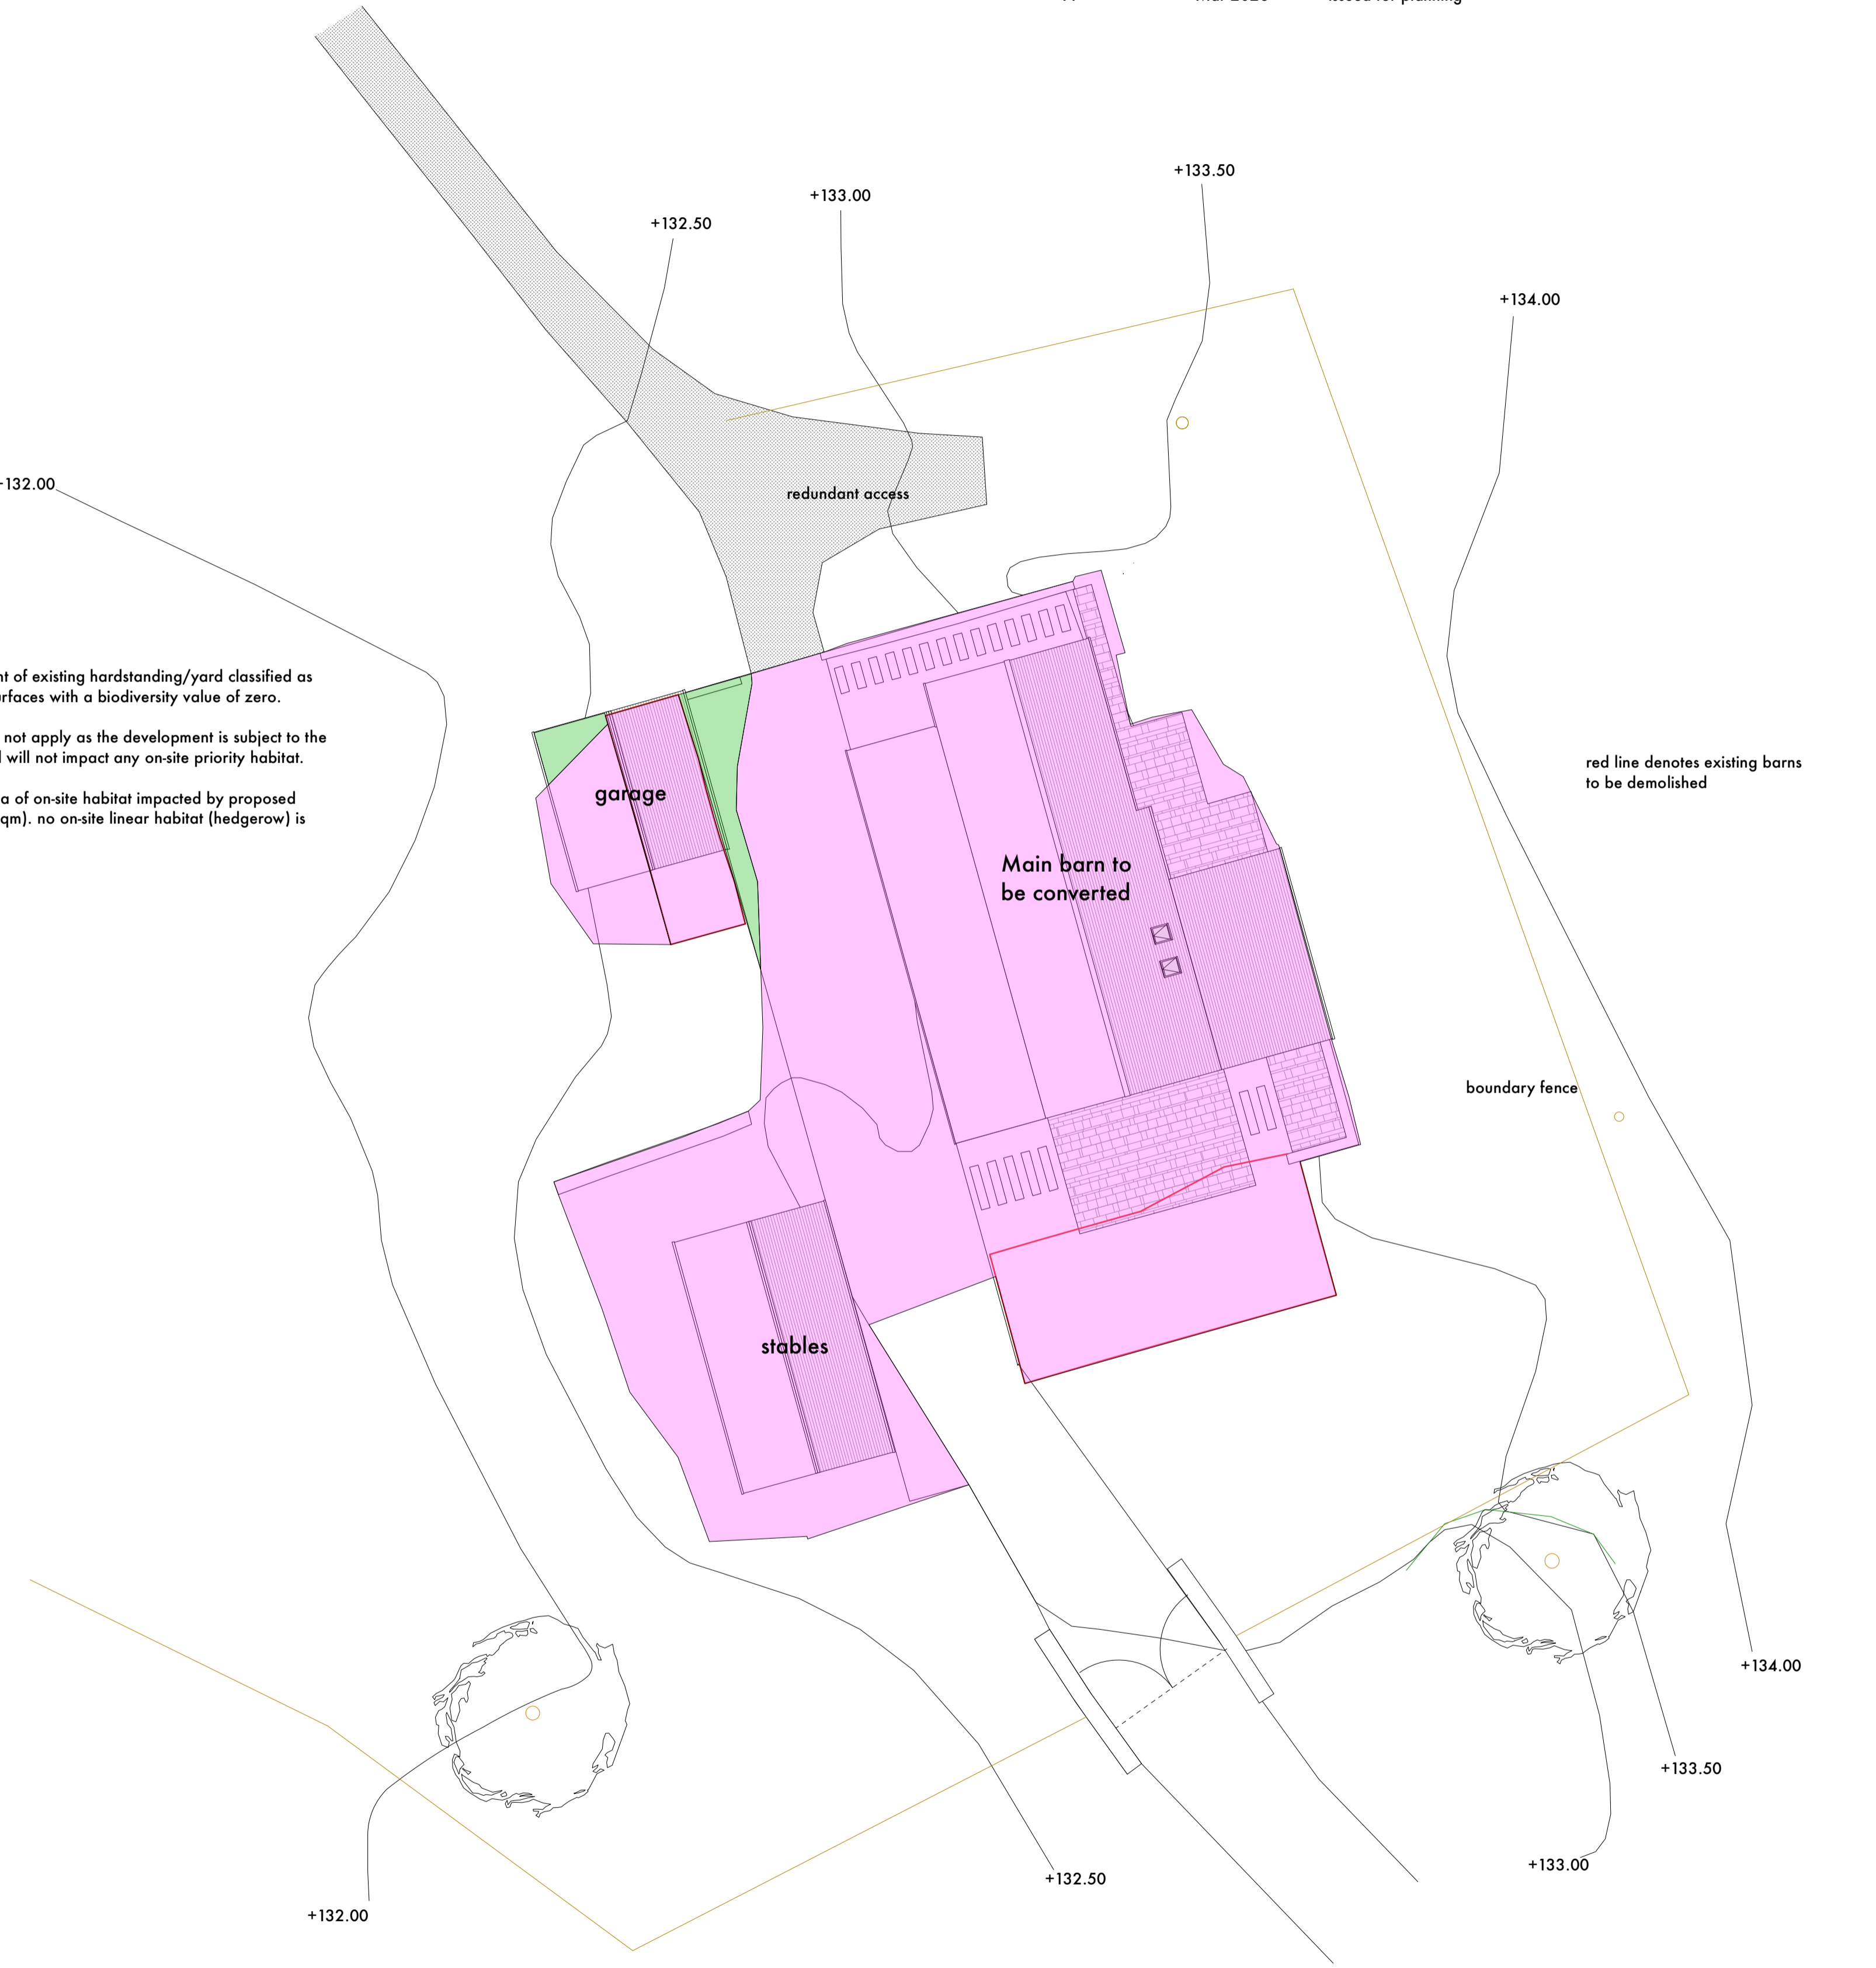 issued for planning
+133.50
+133.00
+132.50
+134.00
+132.00
redundant access
of existing hardstanding/yard classified as
with a biodiversity value of zero.
not apply as the development is subject to the
will not impact any on-site priority habitat.
of on-site habitat impacted by proposed
no on-site linear habitat (hedgerow) is
red line denotes existing barns
to be demolished
garage
Main barn to
be converted
boundary fence
stables
+134.00
+133.50
+133.00
+132.50
+132.00